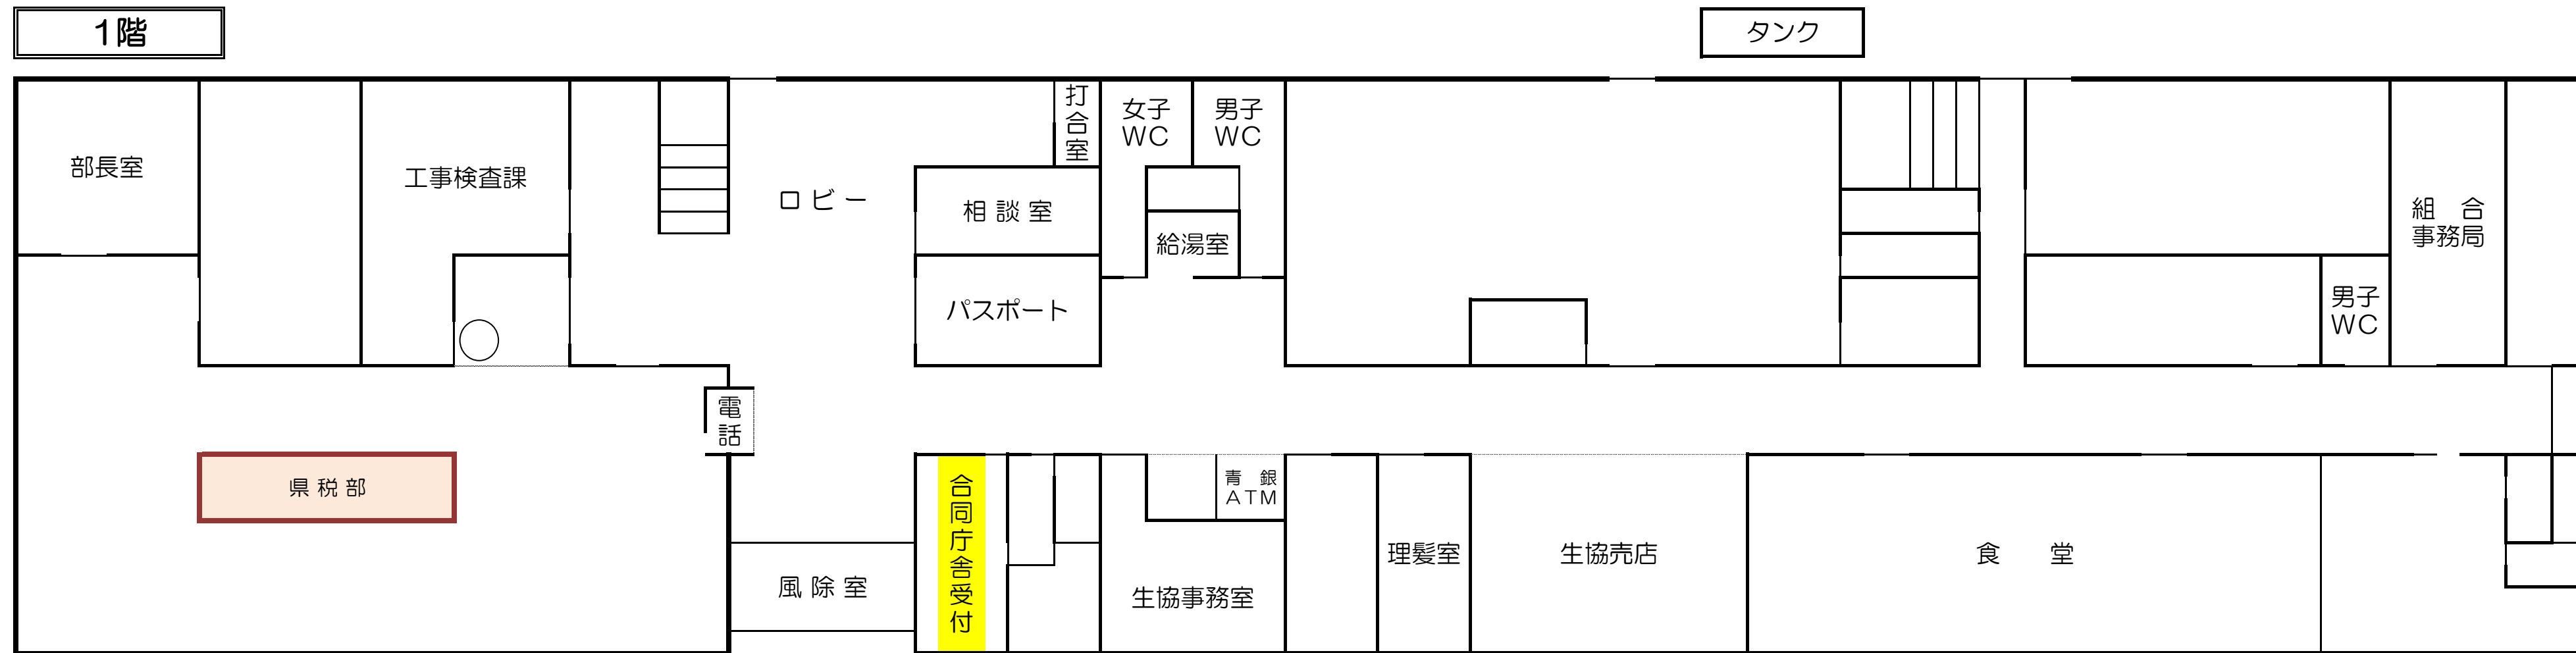 1階
タンク
部長室
工事検査課
ロビー
打合室
女子
WC
男子
WC
相談室
給湯室
パスポート
組　合
事務局
男子
WC
電話
県税部
風除室
合同庁舎受付
青　銀
ATM
生協事務室
理髪室
生協売店
食　堂